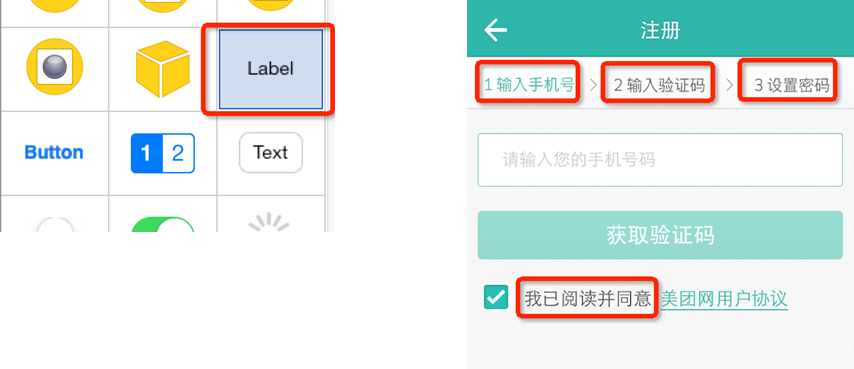 Label
Button
1 2
Text
注册
1 输入手机号 > 2 输入验证码 > 3 设置密码
请输入您的手机号码
获取验证码
我已阅读并同意 美团网用户协议